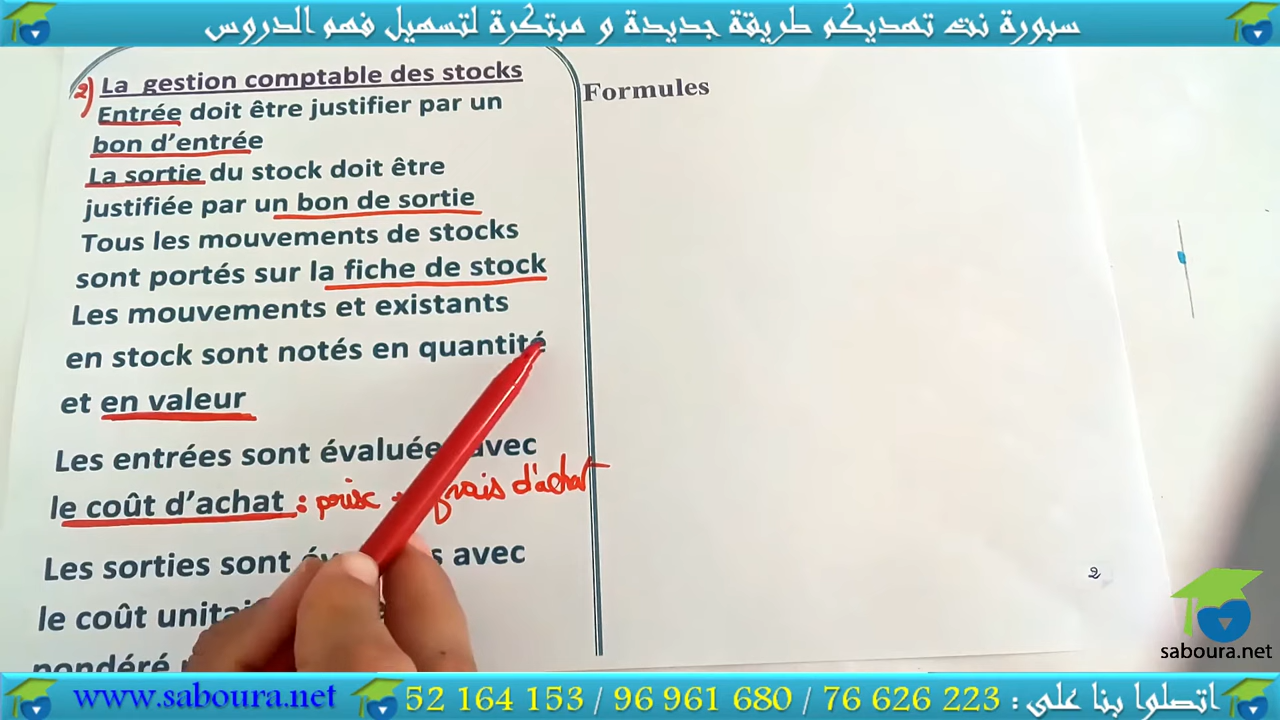 سبورة نت تهديكم طريقة جديدة و مبتكرة لتسهيل فهم الدروس
2) La gestion comptable des stocks
Entrée doit être justifier par un
bon d'entrée
La sortie du stock doit être
justifiée par un bon de sortie
Tous les mouvements de stocks
sont portés sur la fiche de stock
Les mouvements et existants
en stock sont notés en quantité
et en valeur
Les entrées sont évaluées avec
le coût d'achat : prix + frais d'achat
Les sorties sont avec
le coût
pondéré
Formules
2
saboura.net
www.saboura.net 52 164 153 / 96 961 680 / 76 626 223 : اتصلوا بنا على